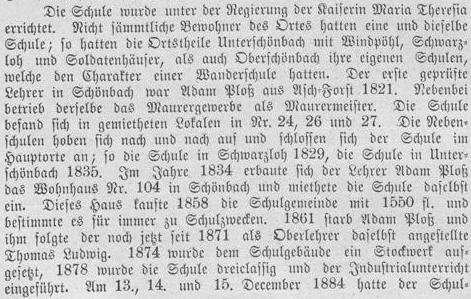 Die Schule wurde unter der Regierung der Kaiserin Maria Theresia
errichtet. Nicht sämmtliche Bewohner des Ortes hatten eine und dieselbe
Schule; so hatten die Ortstheile Unterschönbach mit Windpöhl, Schwarz-
loh und Soldatenhäuser, als auch Oberschönbach ihre eigenen Schulen,
welche den Charakter einer Wanderschule hatten. Der erste geprüfte
Lehrer in Schönbach war Adam Ploß aus Asch-Forst 1821. Nebenbei
betrieb derselbe das Maurergewerbe als Maurermeister. Die Schule
befand sich in gemietheten Lokalen in Nr. 24, 26 und 27. Die Neben-
schulen hoben sich nach und nach auf und schlossen sich der Schule im
Hauptorte an; so die Schule in Schwarzloh 1829, die Schule in Unter-
schönbach 1835. Im Jahre 1834 erbaute sich der Lehrer Adam Ploß
das Wohnhaus Nr. 104 in Schönbach und miethete die Schule daselbst
ein. Dieses Haus kaufte 1858 die Schulgemeinde mit 1550 fl. und
bestimmte es für immer zu Schulzwecken. 1861 starb Adam Ploß und
ihm folgte der noch jetzt seit 1871 als Oberlehrer daselbst angestellte
Thomas Ludwig. 1874 wurde dem Schulgebäude ein Stockwerk auf-
gesetzt, 1878 wurde die Schule dreiclassig und der Industrialunterricht
eingeführt. Am 13., 14. und 15. December 1884 hatte der Schul-